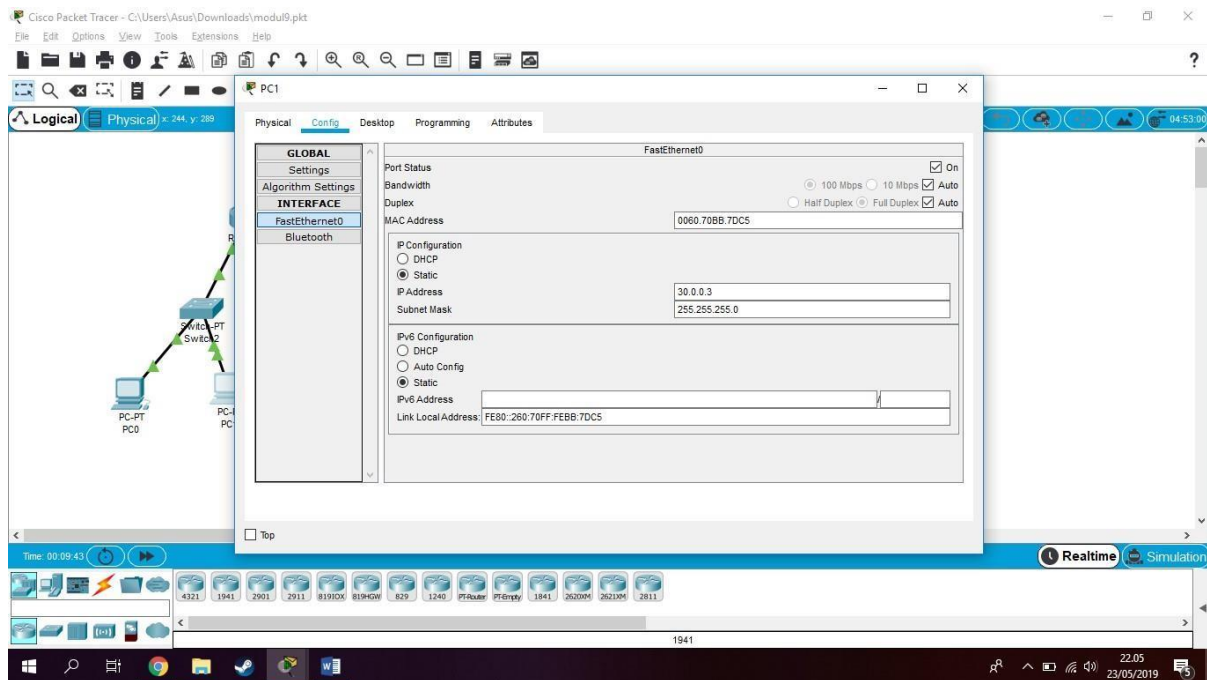 Cisco Packet Tracer - C:\Users\Asus\Downloads\modul9.pkt
File Edit Options View Tools Extensions Help
?
PC1
Logical Physical x: 244, y: 289 04:53:00
Physical Config Desktop Programming Attributes
GLOBAL
Settings
Algorithm Settings
INTERFACE
FastEthernet0
Bluetooth
FastEthernet0
Port Status On
Bandwidth 100 Mbps 10 Mbps Auto
Duplex Half Duplex Full Duplex Auto
MAC Address 0060.70BB.7DC5
IP Configuration
DHCP
Static
IP Address 30.0.0.3
Subnet Mask 255.255.255.0
IPv6 Configuration
DHCP
Auto Config
Static
IPv6 Address /
Link Local Address: FE80::260:70FF:FEBB:7DC5
Top
R
Switch-PT
Switch2
PC-PT
PC0
PC-
PC
Time: 00:09:43 Realtime Simulation
4321 1941 2901 2911 819IOX 819HGW 829 1240 PT-Router PT-Empty 1841 2620XM 2621XM 2811
1941
22.05
23/05/2019
5